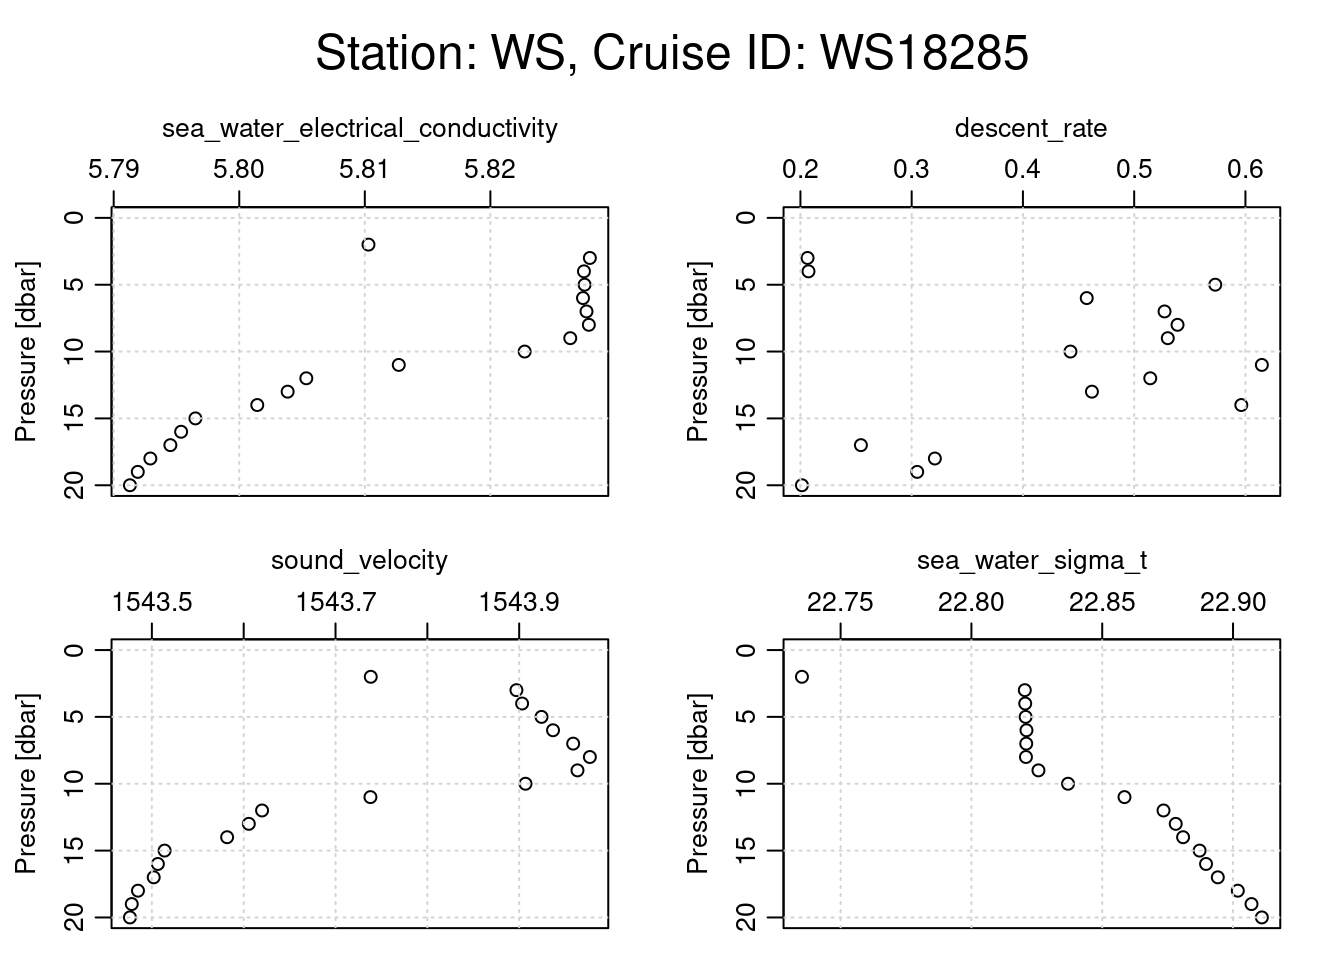 Station: WS, Cruise ID: WS18285
sea_water_electrical_conductivity
5.79 5.80 5.81 5.82
Pressure [dbar]
0
5
10
15
20
descent_rate
0.2 0.3 0.4 0.5 0.6
Pressure [dbar]
0
5
10
15
20
sound_velocity
1543.5 1543.7 1543.9
Pressure [dbar]
0
5
10
15
20
sea_water_sigma_t
22.75 22.80 22.85 22.90
Pressure [dbar]
0
5
10
15
20